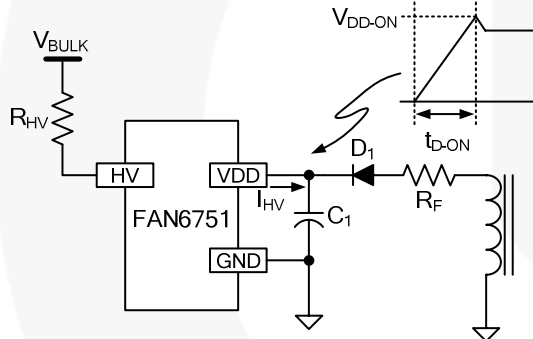 VDD-ON
VBULK
RHV
tD-ON
HV
VDD
D1
IHV
RF
FAN6751
C1
GND